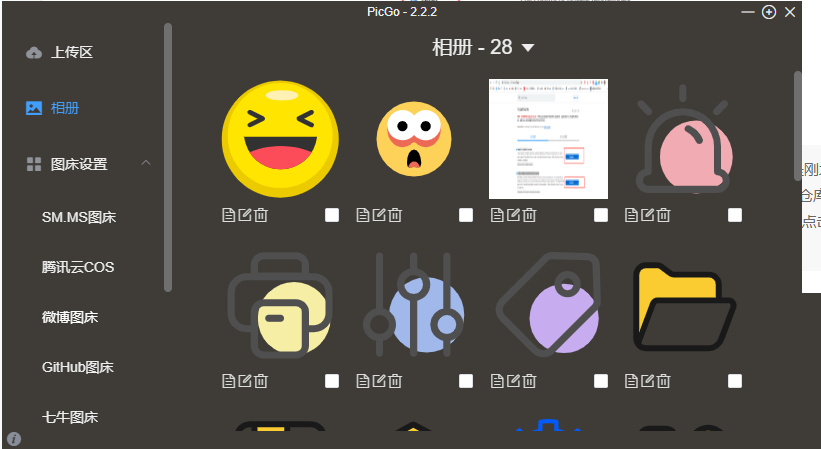 PicGo - 2.2.2
上传区
相册
图床设置
SM.MS图床
腾讯云COS
微博图床
GitHub图床
七牛图床
相册 - 28
仓库
点击